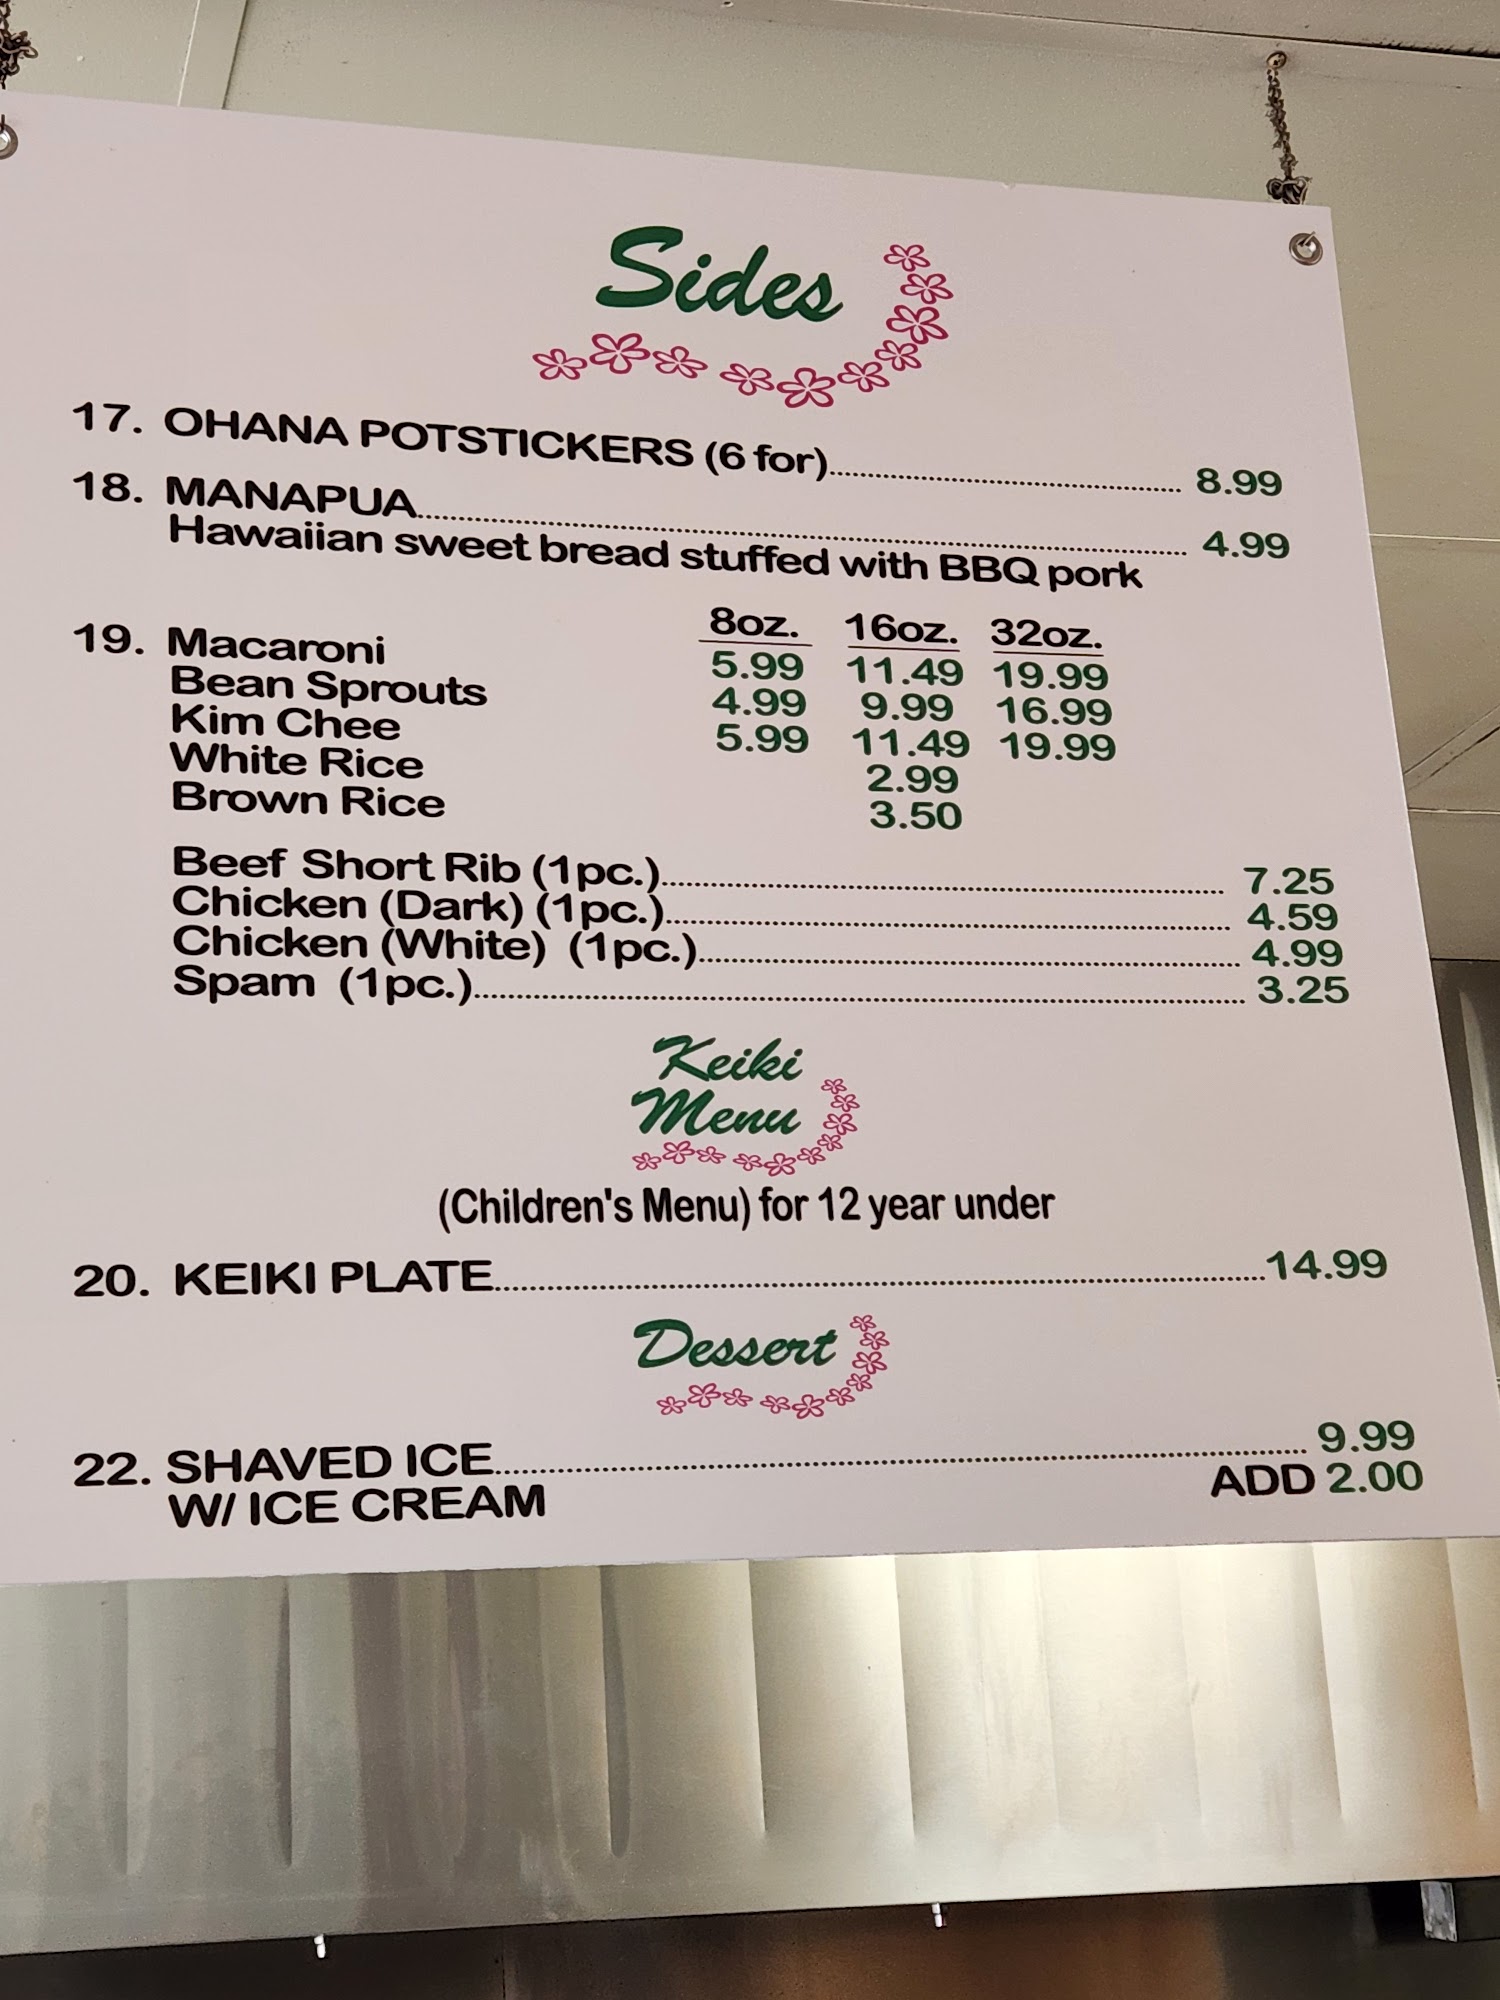 Sides
17. OHANA POTSTICKERS (6 for)........ 8.99
18. MANAPUA........ 4.99
Hawaiian sweet bread stuffed with BBQ pork
8oz. 16oz. 32oz.
19. Macaroni 5.99 11.49 19.99
Bean Sprouts 4.99 9.99 16.99
Kim Chee 5.99 11.49 19.99
White Rice 2.99
Brown Rice 3.50
Beef Short Rib (1pc.)........ 7.25
Chicken (Dark) (1pc.)........ 4.59
Chicken (White) (1pc.)........ 4.99
Spam (1pc.)........ 3.25
Keiki
Menu
(Children's Menu) for 12 year under
20. KEIKI PLATE........14.99
Dessert
22. SHAVED ICE........ 9.99
W/ ICE CREAM ADD 2.00